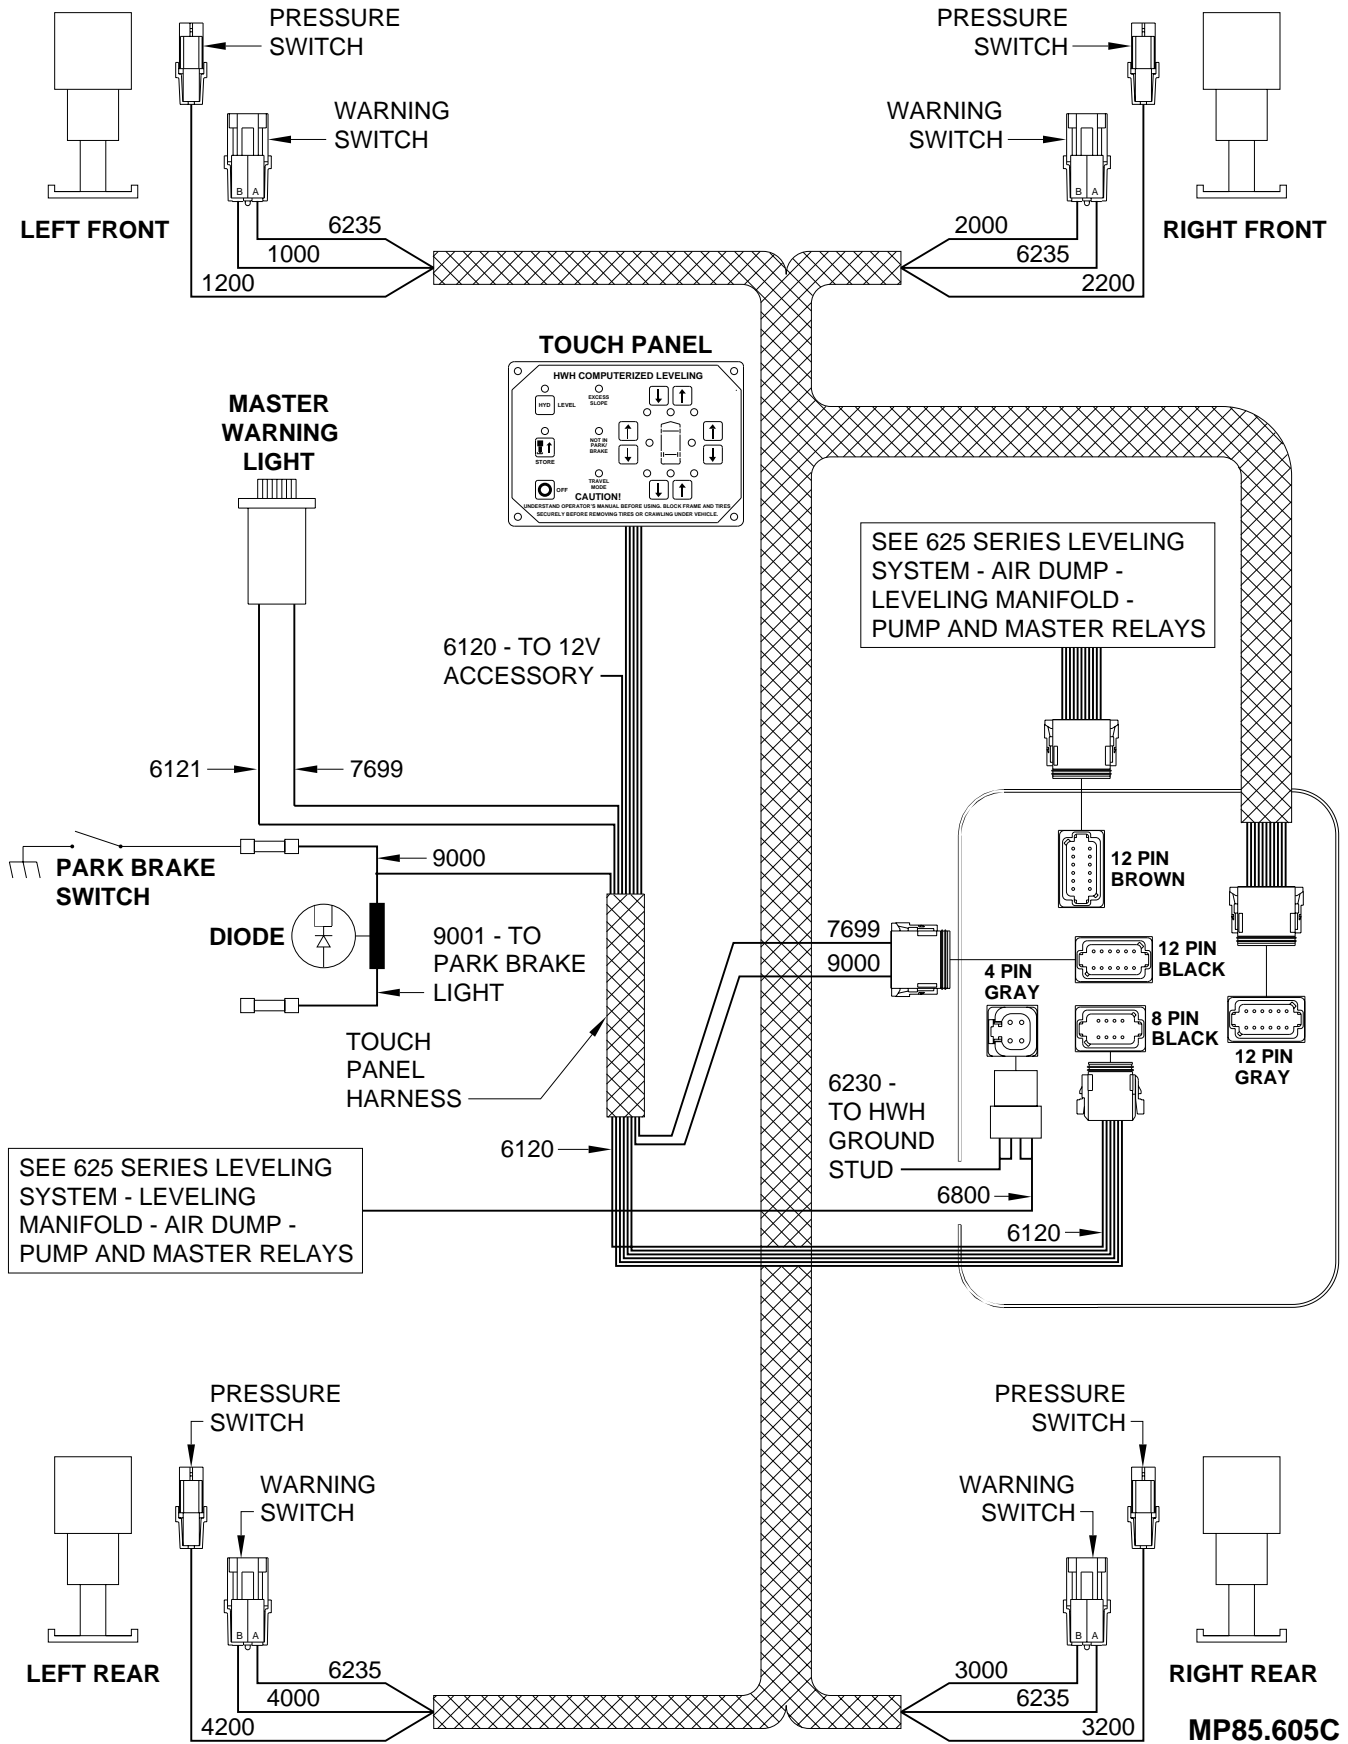 PRESSURE
SWITCH
WARNING
SWITCH
B A
LEFT FRONT
6235
1000
1200
PRESSURE
SWITCH
WARNING
SWITCH
B A
RIGHT FRONT
2000
6235
2200
TOUCH PANEL
HWH COMPUTERIZED LEVELING
HYD
LEVEL
EXCESS
SLOPE
NOT IN
PARK/
BRAKE
STORE
TRAVEL
MODE
OFF
CAUTION!
UNDERSTAND OPERATOR'S MANUAL BEFORE USING. BLOCK FRAME AND TIRES
SECURELY BEFORE REMOVING TIRES OR CRAWLING UNDER VEHICLE.
MASTER
WARNING
LIGHT
SEE 625 SERIES LEVELING
SYSTEM - AIR DUMP -
LEVELING MANIFOLD -
PUMP AND MASTER RELAYS
6120 - TO 12V
ACCESSORY
6121
7699
PARK BRAKE
SWITCH
9000
DIODE
9001 - TO
PARK BRAKE
LIGHT
TOUCH
PANEL
HARNESS
7699
9000
12 PIN
BROWN
12 PIN
BLACK
4 PIN
GRAY
8 PIN
BLACK
12 PIN
GRAY
6230 -
TO HWH
GROUND
STUD
6120
6800
6120
SEE 625 SERIES LEVELING
SYSTEM - LEVELING
MANIFOLD - AIR DUMP -
PUMP AND MASTER RELAYS
PRESSURE
SWITCH
WARNING
SWITCH
B A
LEFT REAR
6235
4000
4200
PRESSURE
SWITCH
WARNING
SWITCH
B A
RIGHT REAR
3000
6235
3200
MP85.605C